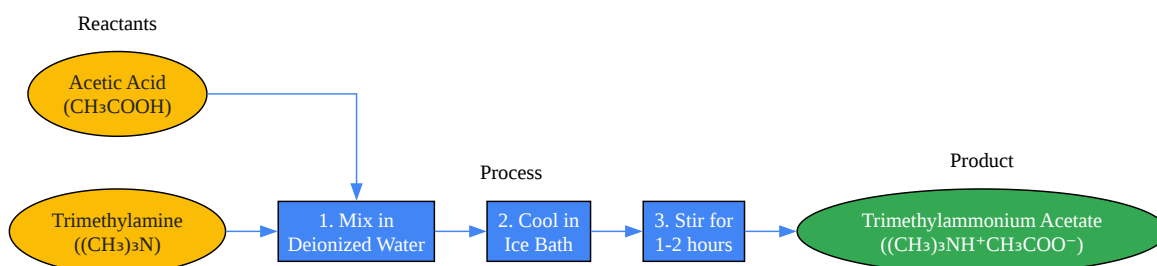 Reactants
Acetic Acid
(CH₃COOH)
Process
Product
Trimethylamine
((CH₃)₃N)
1. Mix in
Deionized Water
2. Cool in
Ice Bath
3. Stir for
1-2 hours
Trimethylammonium Acetate
((CH₃)₃NH⁺CH₃COO⁻)